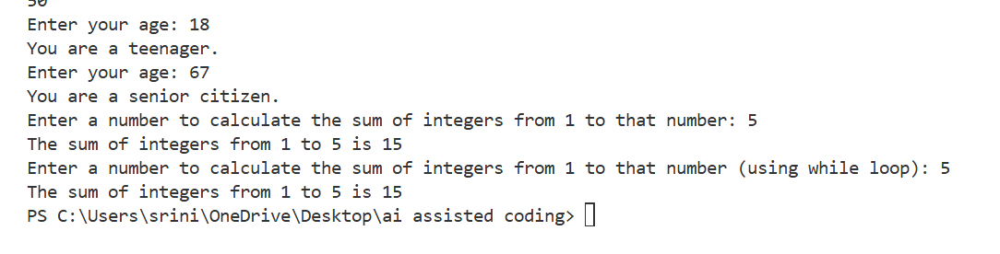 50
Enter your age: 18
You are a teenager.
Enter your age: 67
You are a senior citizen.
Enter a number to calculate the sum of integers from 1 to that number: 5
The sum of integers from 1 to 5 is 15
Enter a number to calculate the sum of integers from 1 to that number (using while loop): 5
The sum of integers from 1 to 5 is 15
PS C:\Users\srini\OneDrive\Desktop\ai assisted coding>